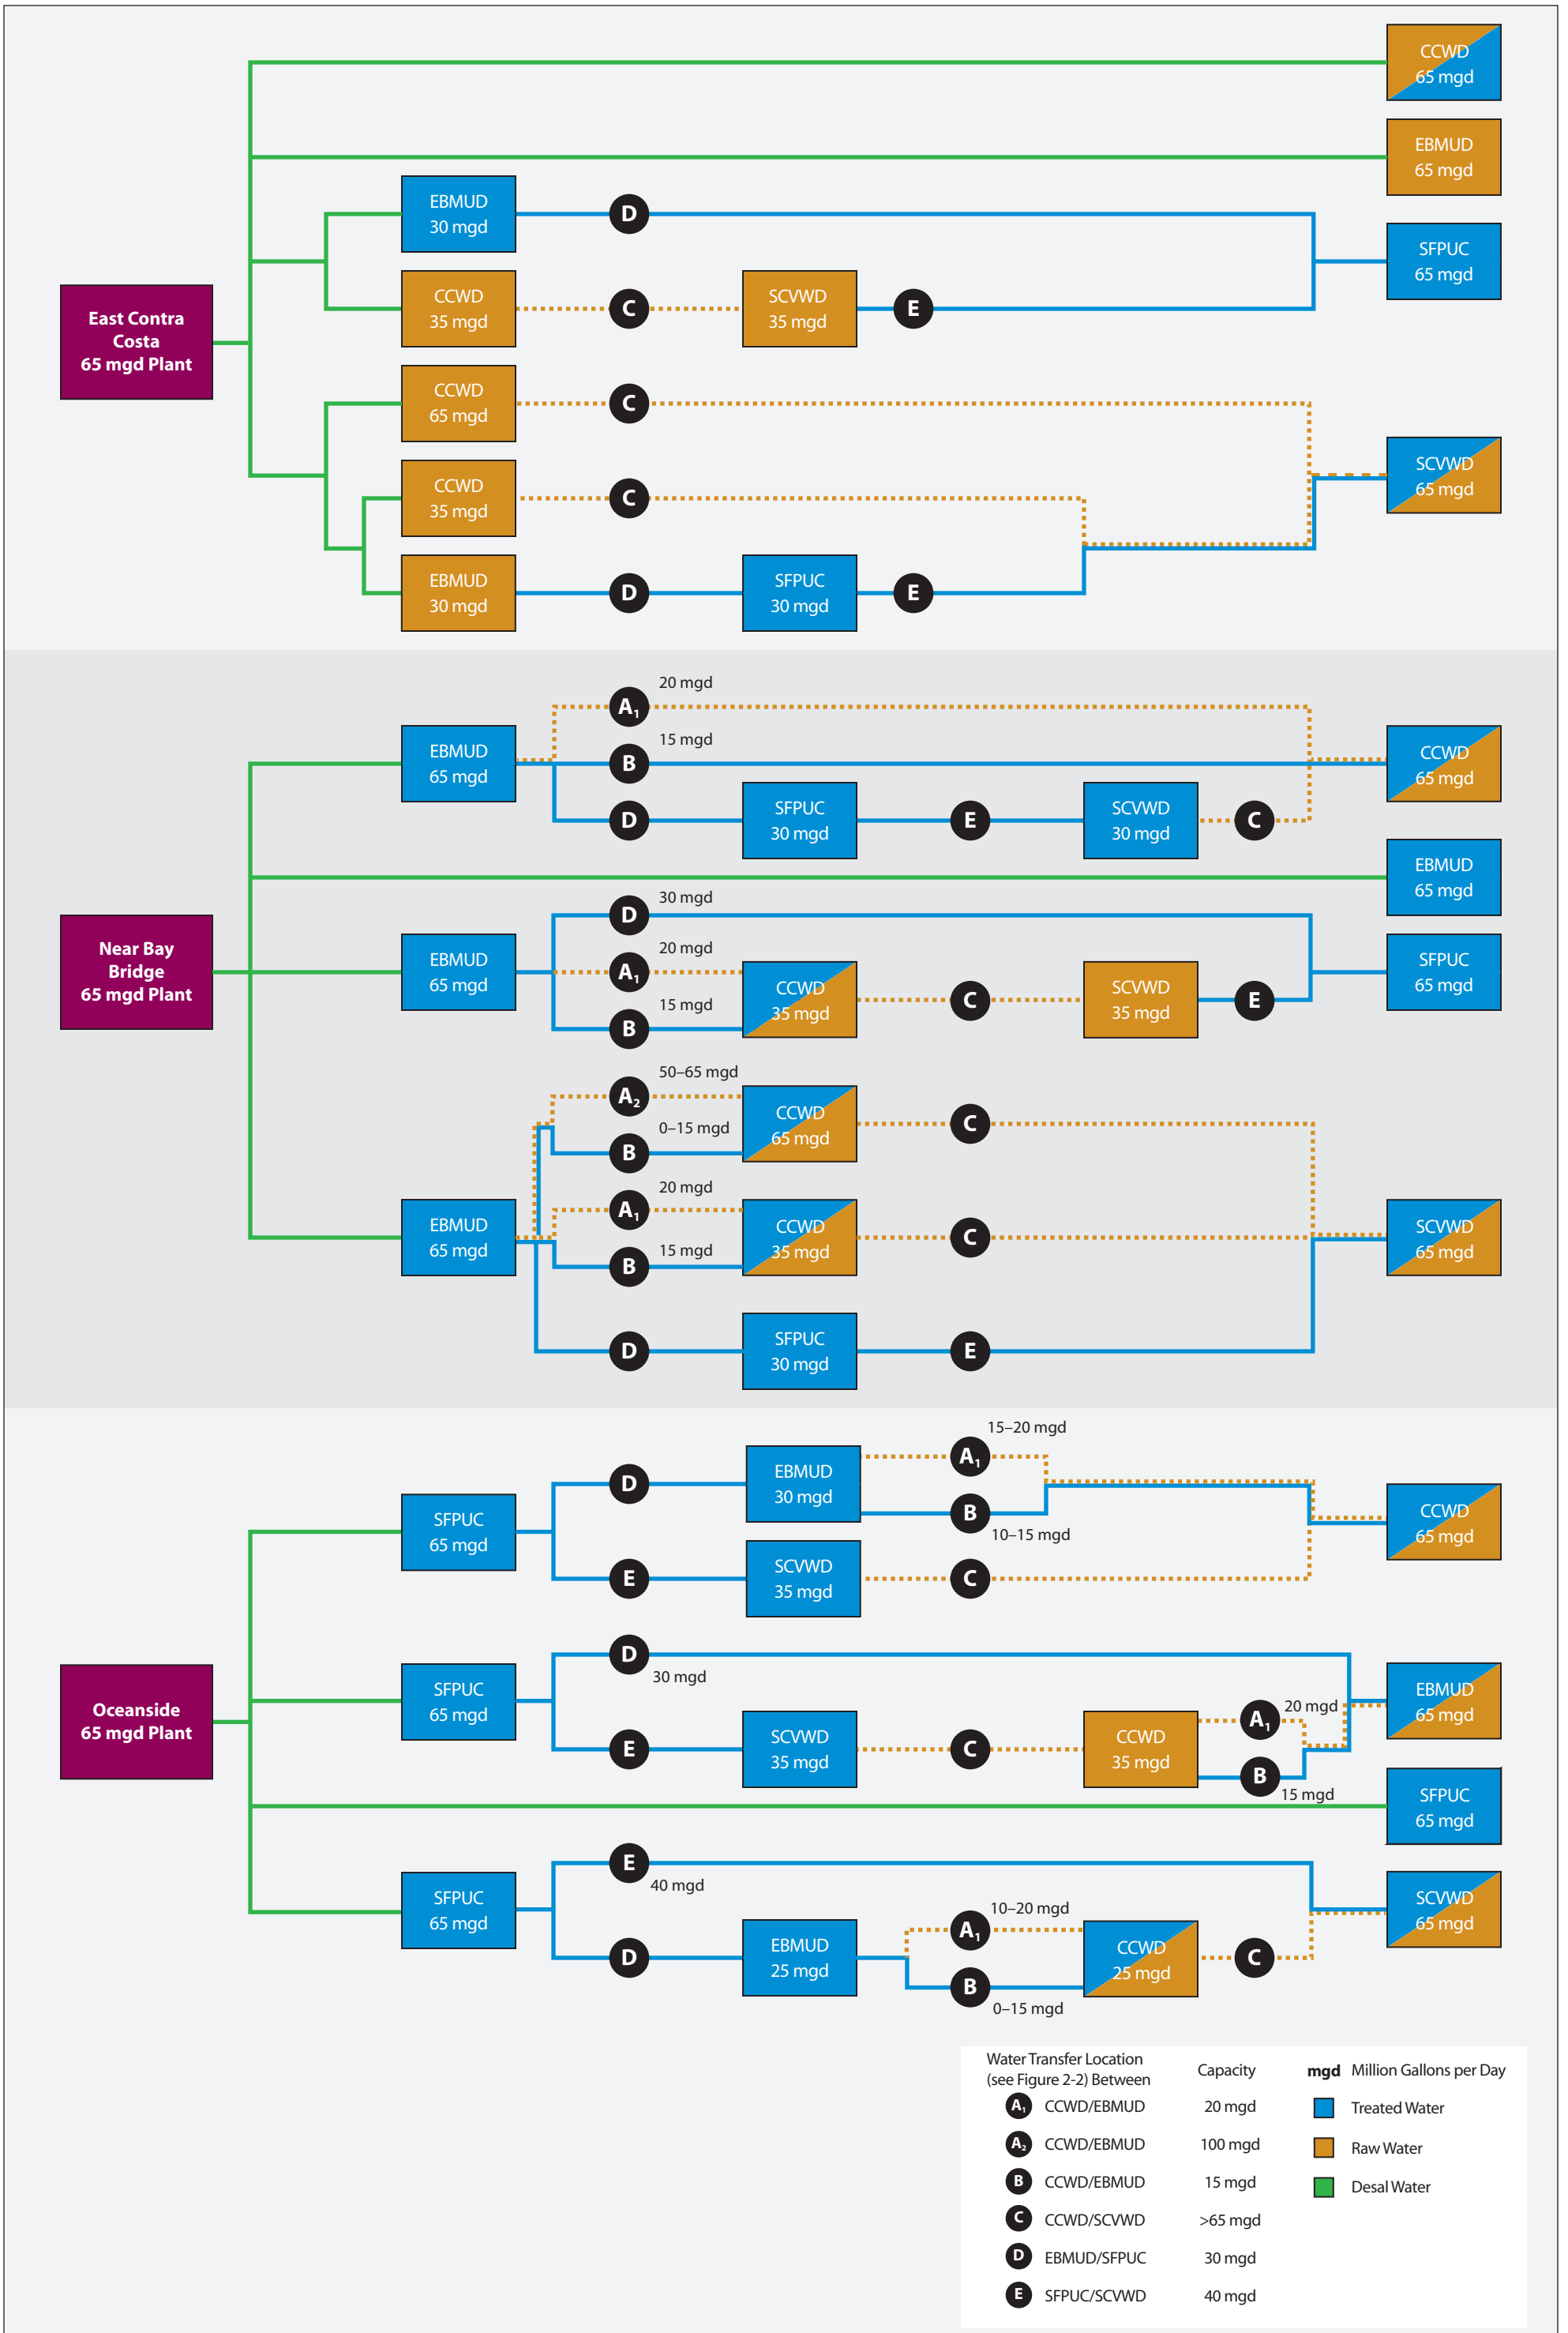 CCWD
65 mgd
EBMUD
65 mgd
EBMUD
30 mgd
D
SFPUC
65 mgd
East Contra
Costa
65 mgd Plant
CCWD
35 mgd
C
SCVWD
35 mgd
E
CCWD
65 mgd
C
SCVWD
65 mgd
CCWD
35 mgd
C
EBMUD
30 mgd
D
SFPUC
30 mgd
E
20 mgd
A1
EBMUD
65 mgd
15 mgd
B
CCWD
65 mgd
D
SFPUC
30 mgd
E
SCVWD
30 mgd
C
EBMUD
65 mgd
Near Bay
Bridge
65 mgd Plant
EBMUD
65 mgd
30 mgd
D
20 mgd
A1
15 mgd
B
CCWD
35 mgd
C
SCVWD
35 mgd
E
SFPUC
65 mgd
50–65 mgd
A2
0–15 mgd
B
CCWD
65 mgd
C
EBMUD
65 mgd
20 mgd
A1
15 mgd
B
CCWD
35 mgd
C
SCVWD
65 mgd
D
SFPUC
30 mgd
E
SFPUC
65 mgd
D
EBMUD
30 mgd
15–20 mgd
A1
B
10–15 mgd
CCWD
65 mgd
E
SCVWD
35 mgd
C
Oceanside
65 mgd Plant
SFPUC
65 mgd
D
30 mgd
E
SCVWD
35 mgd
C
CCWD
35 mgd
A1
20 mgd
B
15 mgd
EBMUD
65 mgd
SFPUC
65 mgd
SFPUC
65 mgd
E
40 mgd
D
EBMUD
25 mgd
10–20 mgd
A1
B
0–15 mgd
CCWD
25 mgd
C
SCVWD
65 mgd
Water Transfer Location
(see Figure 2-2) Between
Capacity
mgd Million Gallons per Day
A1 CCWD/EBMUD 20 mgd
Treated Water
A2 CCWD/EBMUD 100 mgd
Raw Water
B CCWD/EBMUD 15 mgd
Desal Water
C CCWD/SCVWD >65 mgd
D EBMUD/SFPUC 30 mgd
E SFPUC/SCVWD 40 mgd